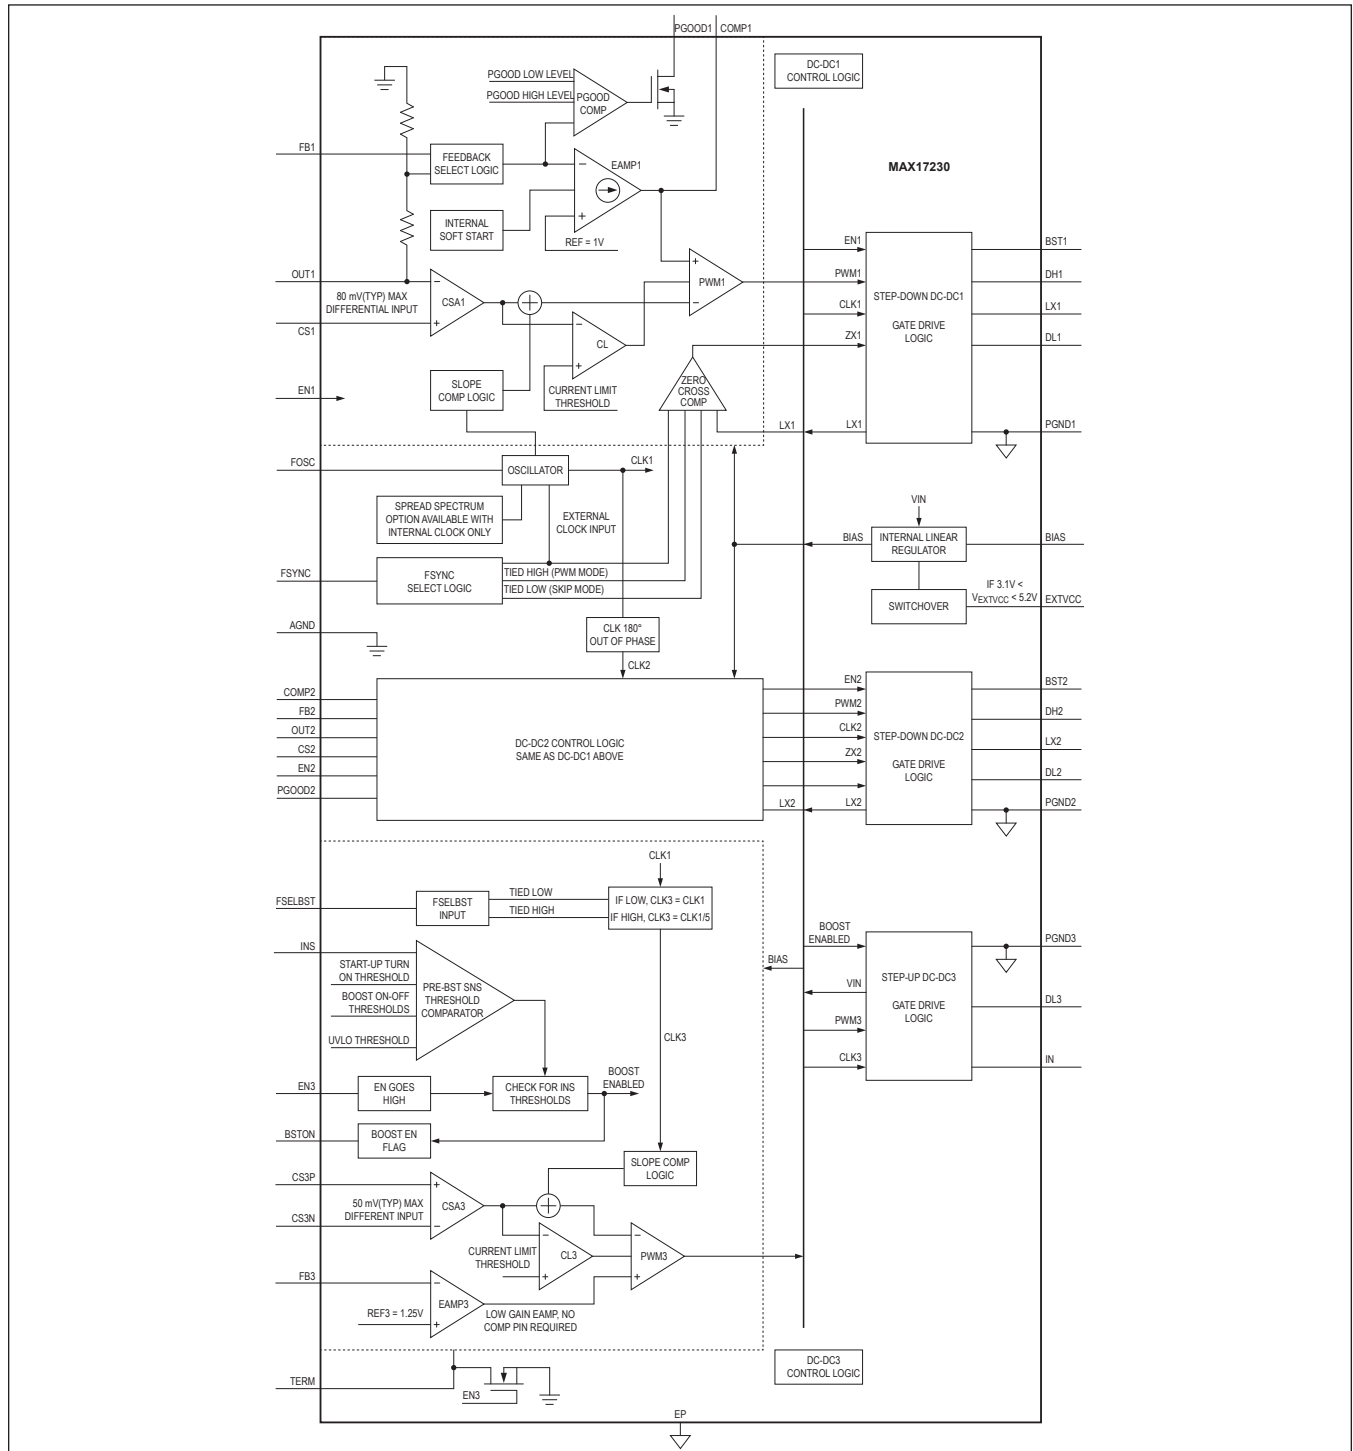 PGOOD1
COMP1
DC-DC1
CONTROL LOGIC
PGOOD LOW LEVEL
PGOOD HIGH LEVEL
PGOOD
COMP
MAX17230
FB1
FEEDBACK
SELECT LOGIC
EAMP1
−
+
INTERNAL
SOFT START
REF = 1V
EN1
BST1
OUT1
80 mV(TYP) MAX
DIFFERENTIAL INPUT
CS1
−
CSA1
+
+
PWM1
−
PWM1
STEP-DOWN DC-DC1
GATE DRIVE
LOGIC
DH1
CLK1
LX1
ZX1
DL1
−
CL
+
CURRENT LIMIT
THRESHOLD
ZERO
CROSS
COMP
EN1
SLOPE
COMP LOGIC
LX1
LX1
PGND1
FOSC
OSCILLATOR
CLK1
SPREAD SPECTRUM
OPTION AVAILABLE WITH
INTERNAL CLOCK ONLY
EXTERNAL
CLOCK INPUT
VIN
BIAS
INTERNAL LINEAR
REGULATOR
BIAS
FSYNC
FSYNC
SELECT LOGIC
TIED HIGH (PWM MODE)
TIED LOW (SKIP MODE)
SWITCHOVER
IF 3.1V <
VEXTVCC < 5.2V
EXTVCC
AGND
CLK 180°
OUT OF PHASE
CLK2
COMP2
FB2
OUT2
CS2
EN2
PGOOD2
DC-DC2 CONTROL LOGIC
SAME AS DC-DC1 ABOVE
EN2
PWM2
CLK2
ZX2
LX2
LX2
STEP-DOWN DC-DC2
GATE DRIVE
LOGIC
BST2
DH2
LX2
DL2
PGND2
CLK1
FSELBST
FSELBST
INPUT
TIED LOW
TIED HIGH
IF LOW, CLK3 = CLK1
IF HIGH, CLK3 = CLK1/5
INS
START-UP TURN
ON THRESHOLD
BOOST ON-OFF
THRESHOLDS
UVLO THRESHOLD
PRE-BST SNS
THRESHOLD
COMPARATOR
BIAS
BOOST
ENABLED
VIN
PWM3
CLK3
STEP-UP DC-DC3
GATE DRIVE
LOGIC
PGND3
DL3
IN
CLK3
EN3
EN GOES
HIGH
CHECK FOR INS
THRESHOLDS
BOOST
ENABLED
BSTON
BOOST EN
FLAG
SLOPE COMP
LOGIC
CS3P
50 mV(TYP) MAX
DIFFERENT INPUT
CS3N
+
CSA3
−
CURRENT LIMIT
THRESHOLD
−
CL3
+
−
PWM3
+
FB3
REF3 = 1.25V
−
EAMP3
+
LOW GAIN EAMP, NO
COMP PIN REQUIRED
DC-DC3
CONTROL LOGIC
TERM
EN3
EP